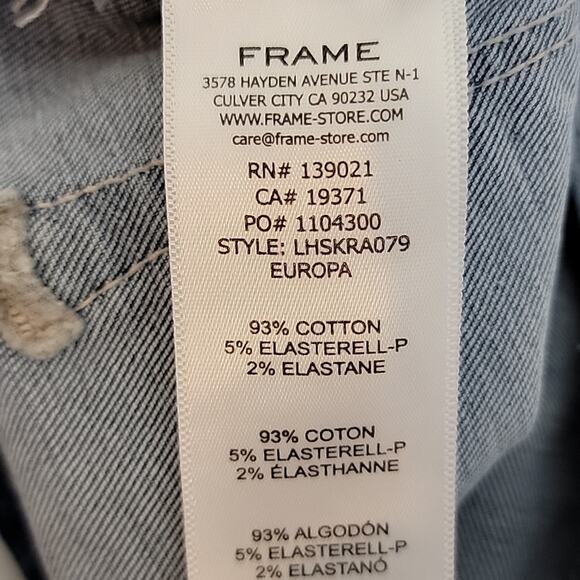 FRAME
3578 HAYDEN AVENUE STE N-1
CULVER CITY CA 90232 USA
WWW.FRAME-STORE.COM
care@frame-store.com
RN# 139021
CA# 19371
PO# 1104300
STYLE: LHSKRA079
EUROPA
93% COTTON
5% ELASTERELL-P
2% ELASTANE
93% COTON
5% ELASTERELL-P
2% ÉLASTHANNE
93% ALGODÓN
5% ELASTERELL-P
2% ELASTANÓ